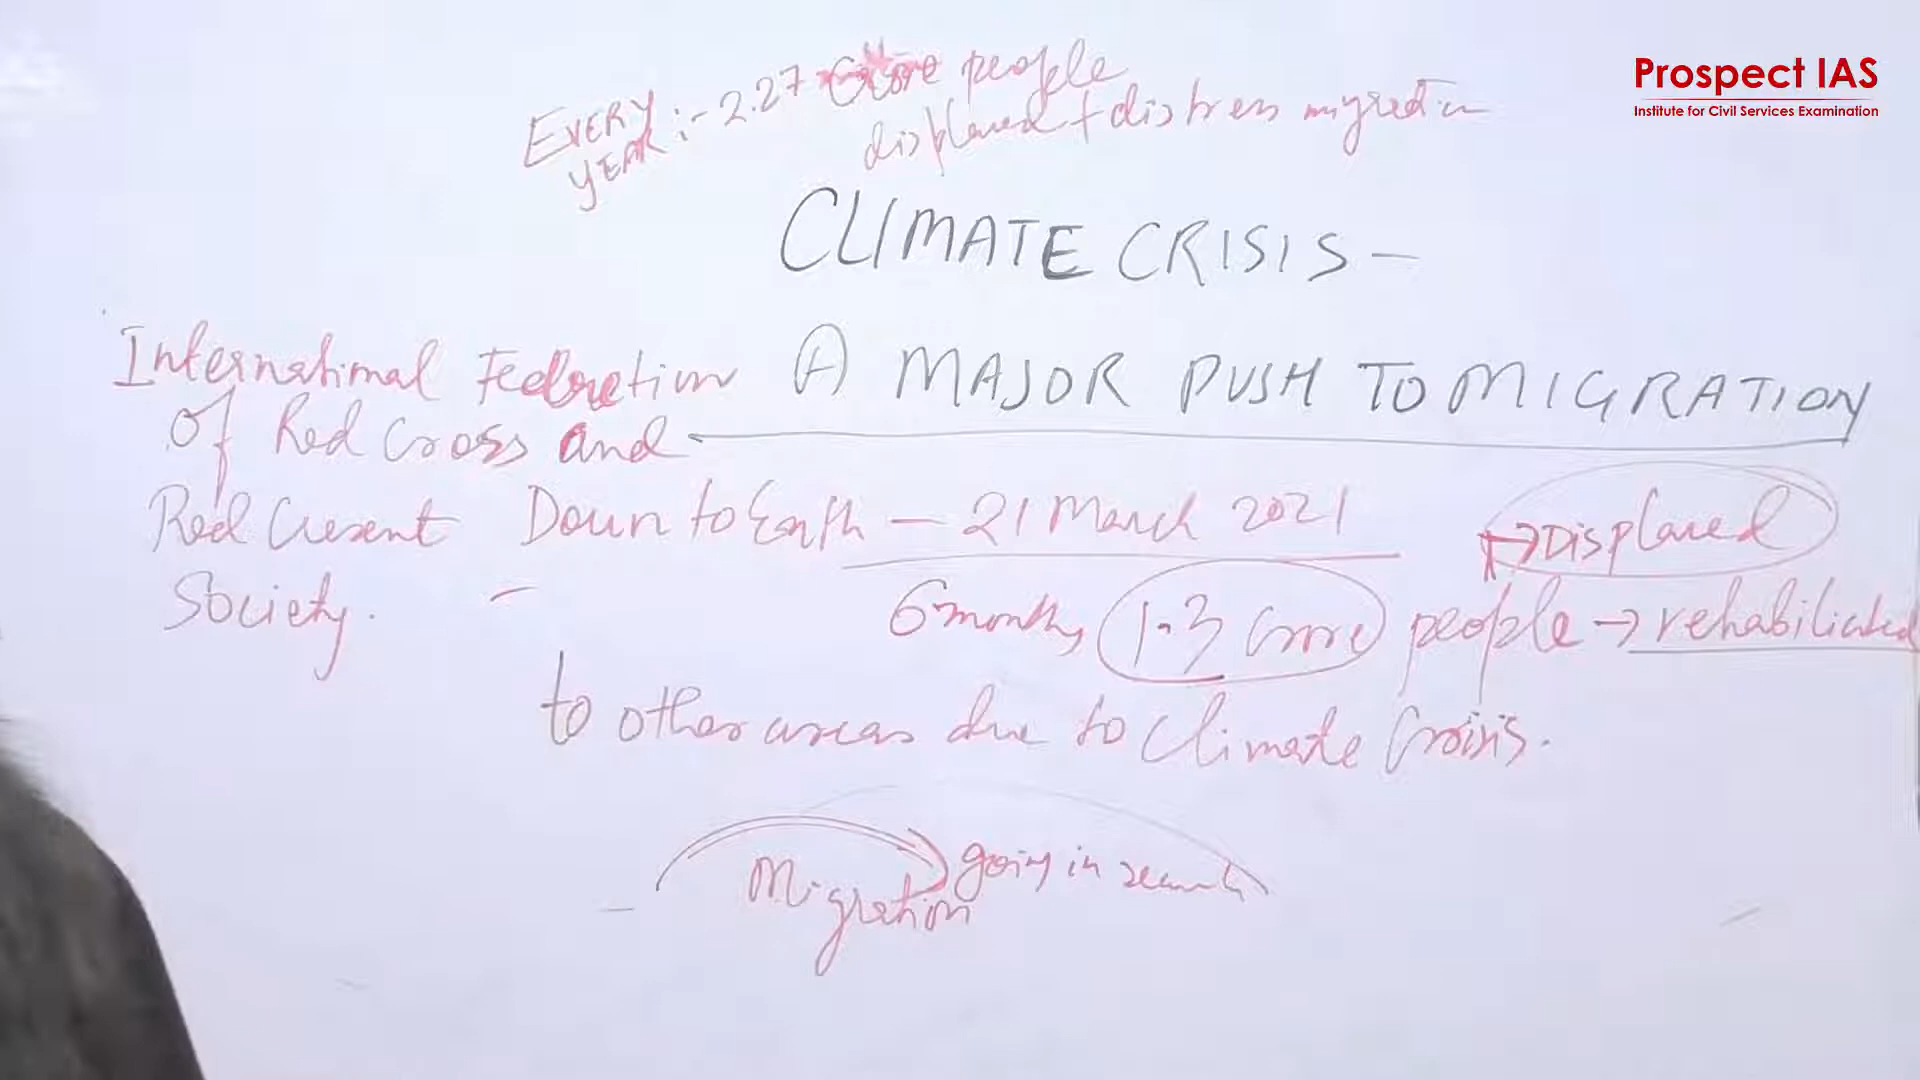 Prospect IAS
Institute for Civil Services Examination
EVERY YEAR :- 2.27 Crore people
displaced + distress migration
CLIMATE CRISIS —
A MAJOR PUSH TO MIGRATION
International Federation
of Red Cross and
Red Cresent
Society.
Down to Earth — 21 March 2021
→ Displaced
6 months 1.3 Crore people → rehabiliated
to other areas due to Climate Crisis.
Migration
going in search